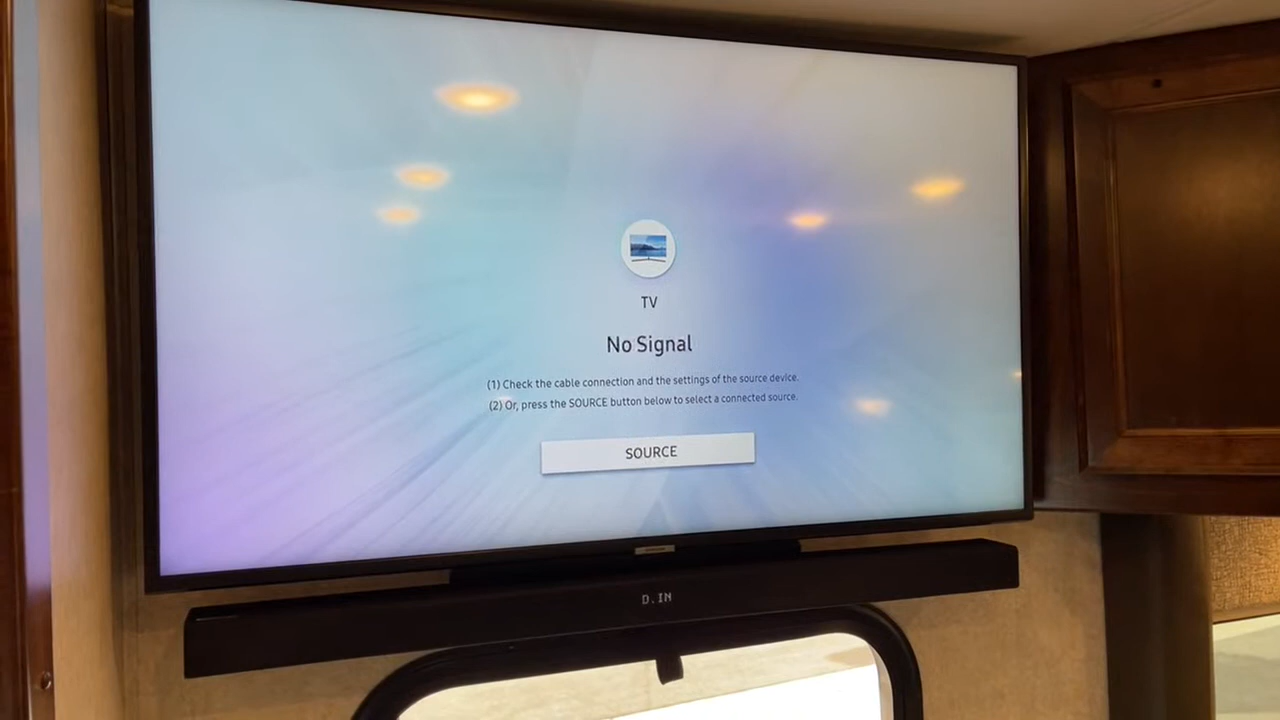 TV
No Signal
(1) Check the cable connection and the settings of the source device.
(2) Or, press the SOURCE button below to select a connected source.
SOURCE
D.IN